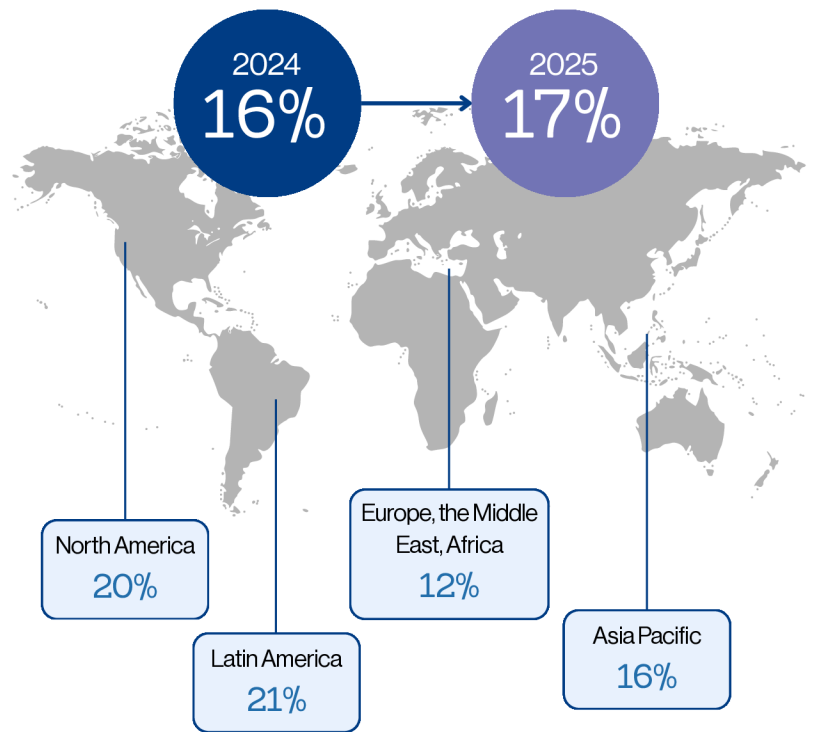 2024
16%
2025
17%
North America
20%
Latin America
21%
Europe, the Middle
East, Africa
12%
Asia Pacific
16%